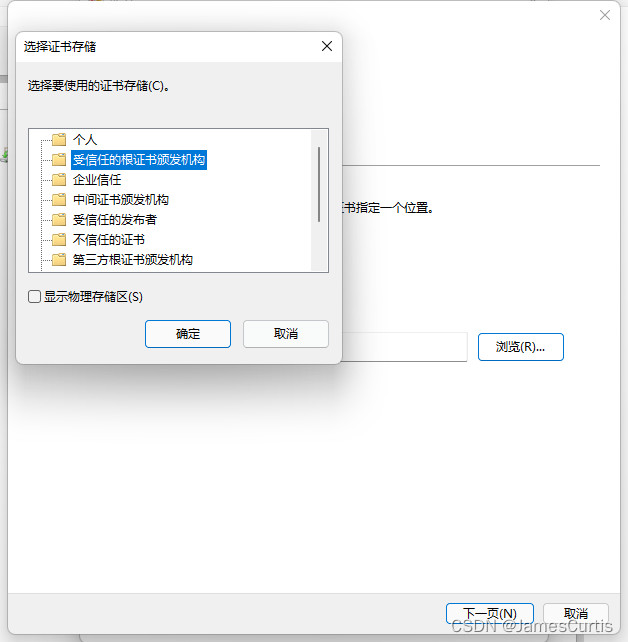 选择证书存储
选择要使用的证书存储(C)。
个人
受信任的根证书颁发机构
企业信任
中间证书颁发机构
受信任的发布者
不信任的证书
第三方根证书颁发机构
证书指定一个位置。
显示物理存储区(S)
确定
取消
浏览(R)...
下一页(N)
取消
CSDN @JamesCurtis